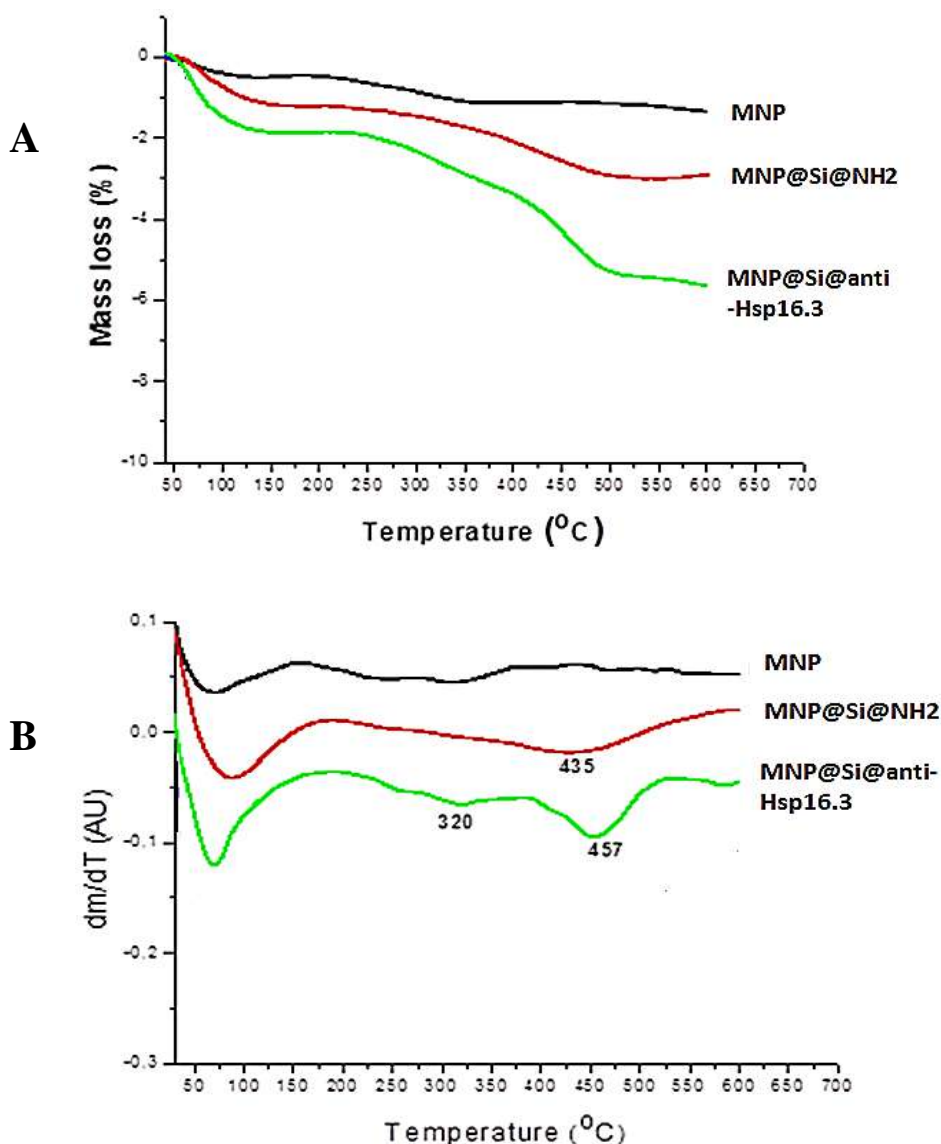 A
Mass loss (%)
0
-2
-4
-6
-8
-10
50 100 150 200 250 300 350 400 450 500 550 600 650 700
Temperature (⁰C)
MNP
MNP@Si@NH2
MNP@Si@anti
-Hsp16.3
B
dm/dT (AU)
0.1
0.0
-0.1
-0.2
-0.3
50 100 150 200 250 300 350 400 450 500 550 600 650 700
Temperature (⁰C)
MNP
MNP@Si@NH2
MNP@Si@anti-
Hsp16.3
435
320
457